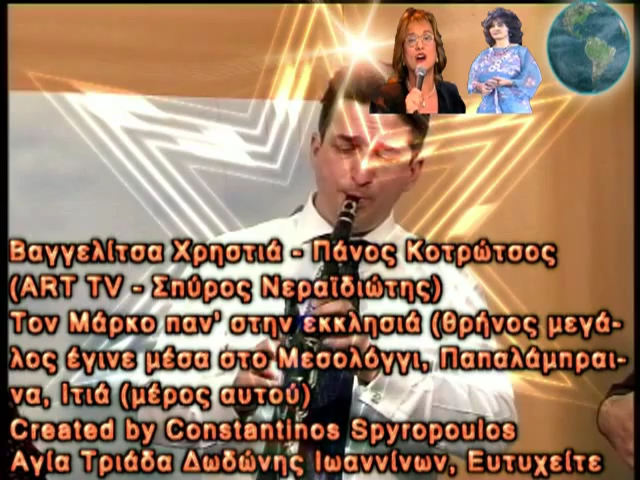 Βαγγελίτσα Χρηστιά - Πάνος Κοτρώτσος
(ART TV - Σπύρος Νεραϊδιώτης)
Τον Μάρκο παν' στην εκκλησιά (θρήνος μεγά-
λος έγινε μέσα στο Μεσολόγγι, Παπαλάμπραι-
να, Ιτιά (μέρος αυτού)
Created by Constantinos Spyropoulos
Αγία Τριάδα Δωδώνης Ιωαννίνων, Ευτυχείτε